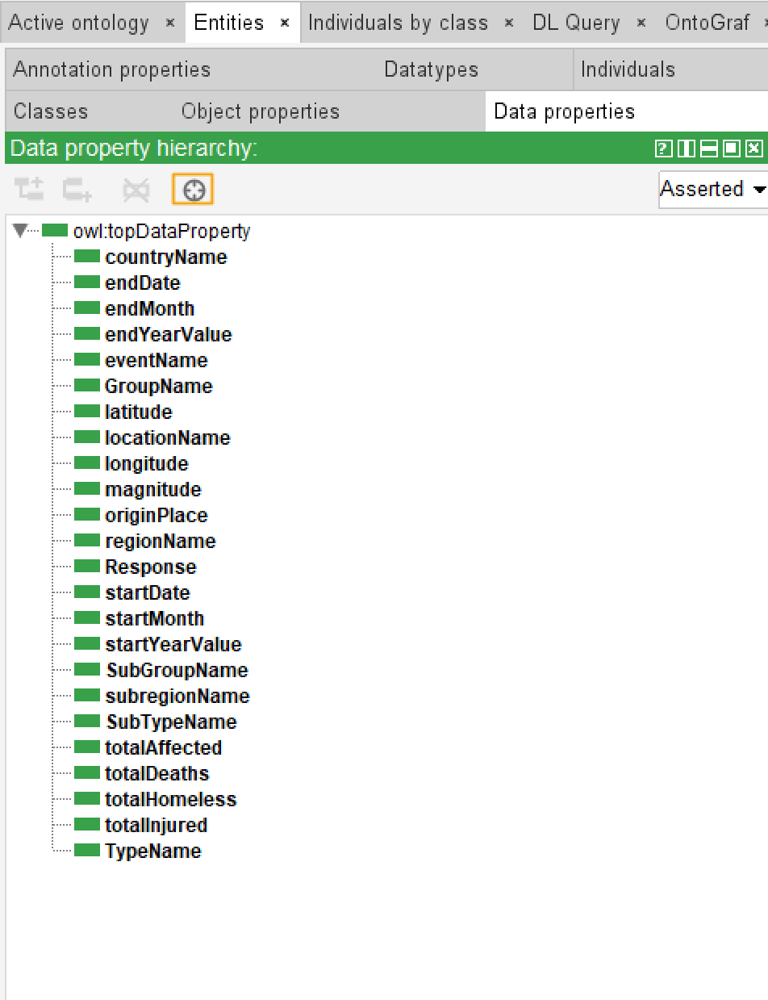 Active ontology × Entities × Individuals by class × DL Query × OntoGraf ×
Annotation properties Datatypes Individuals
Classes Object properties Data properties
Data property hierarchy:
Asserted
owl:topDataProperty
countryName
endDate
endMonth
endYearValue
eventName
GroupName
latitude
locationName
longitude
magnitude
originPlace
regionName
Response
startDate
startMonth
startYearValue
SubGroupName
subregionName
SubTypeName
totalAffected
totalDeaths
totalHomeless
totalInjured
TypeName